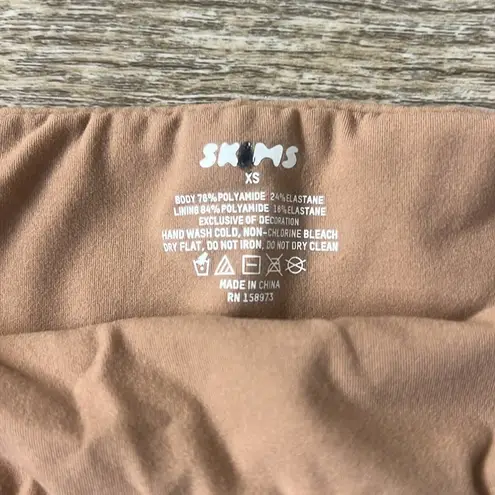 SKIMS
XS
BODY 76% POLYAMIDE 24% ELASTANE
LINING 84% POLYAMIDE 16% ELASTANE
EXCLUSIVE OF DECORATION
HAND WASH COLD, NON-CHLORINE BLEACH
DRY FLAT, DO NOT IRON, DO NOT DRY CLEAN
MADE IN CHINA
RN 158973